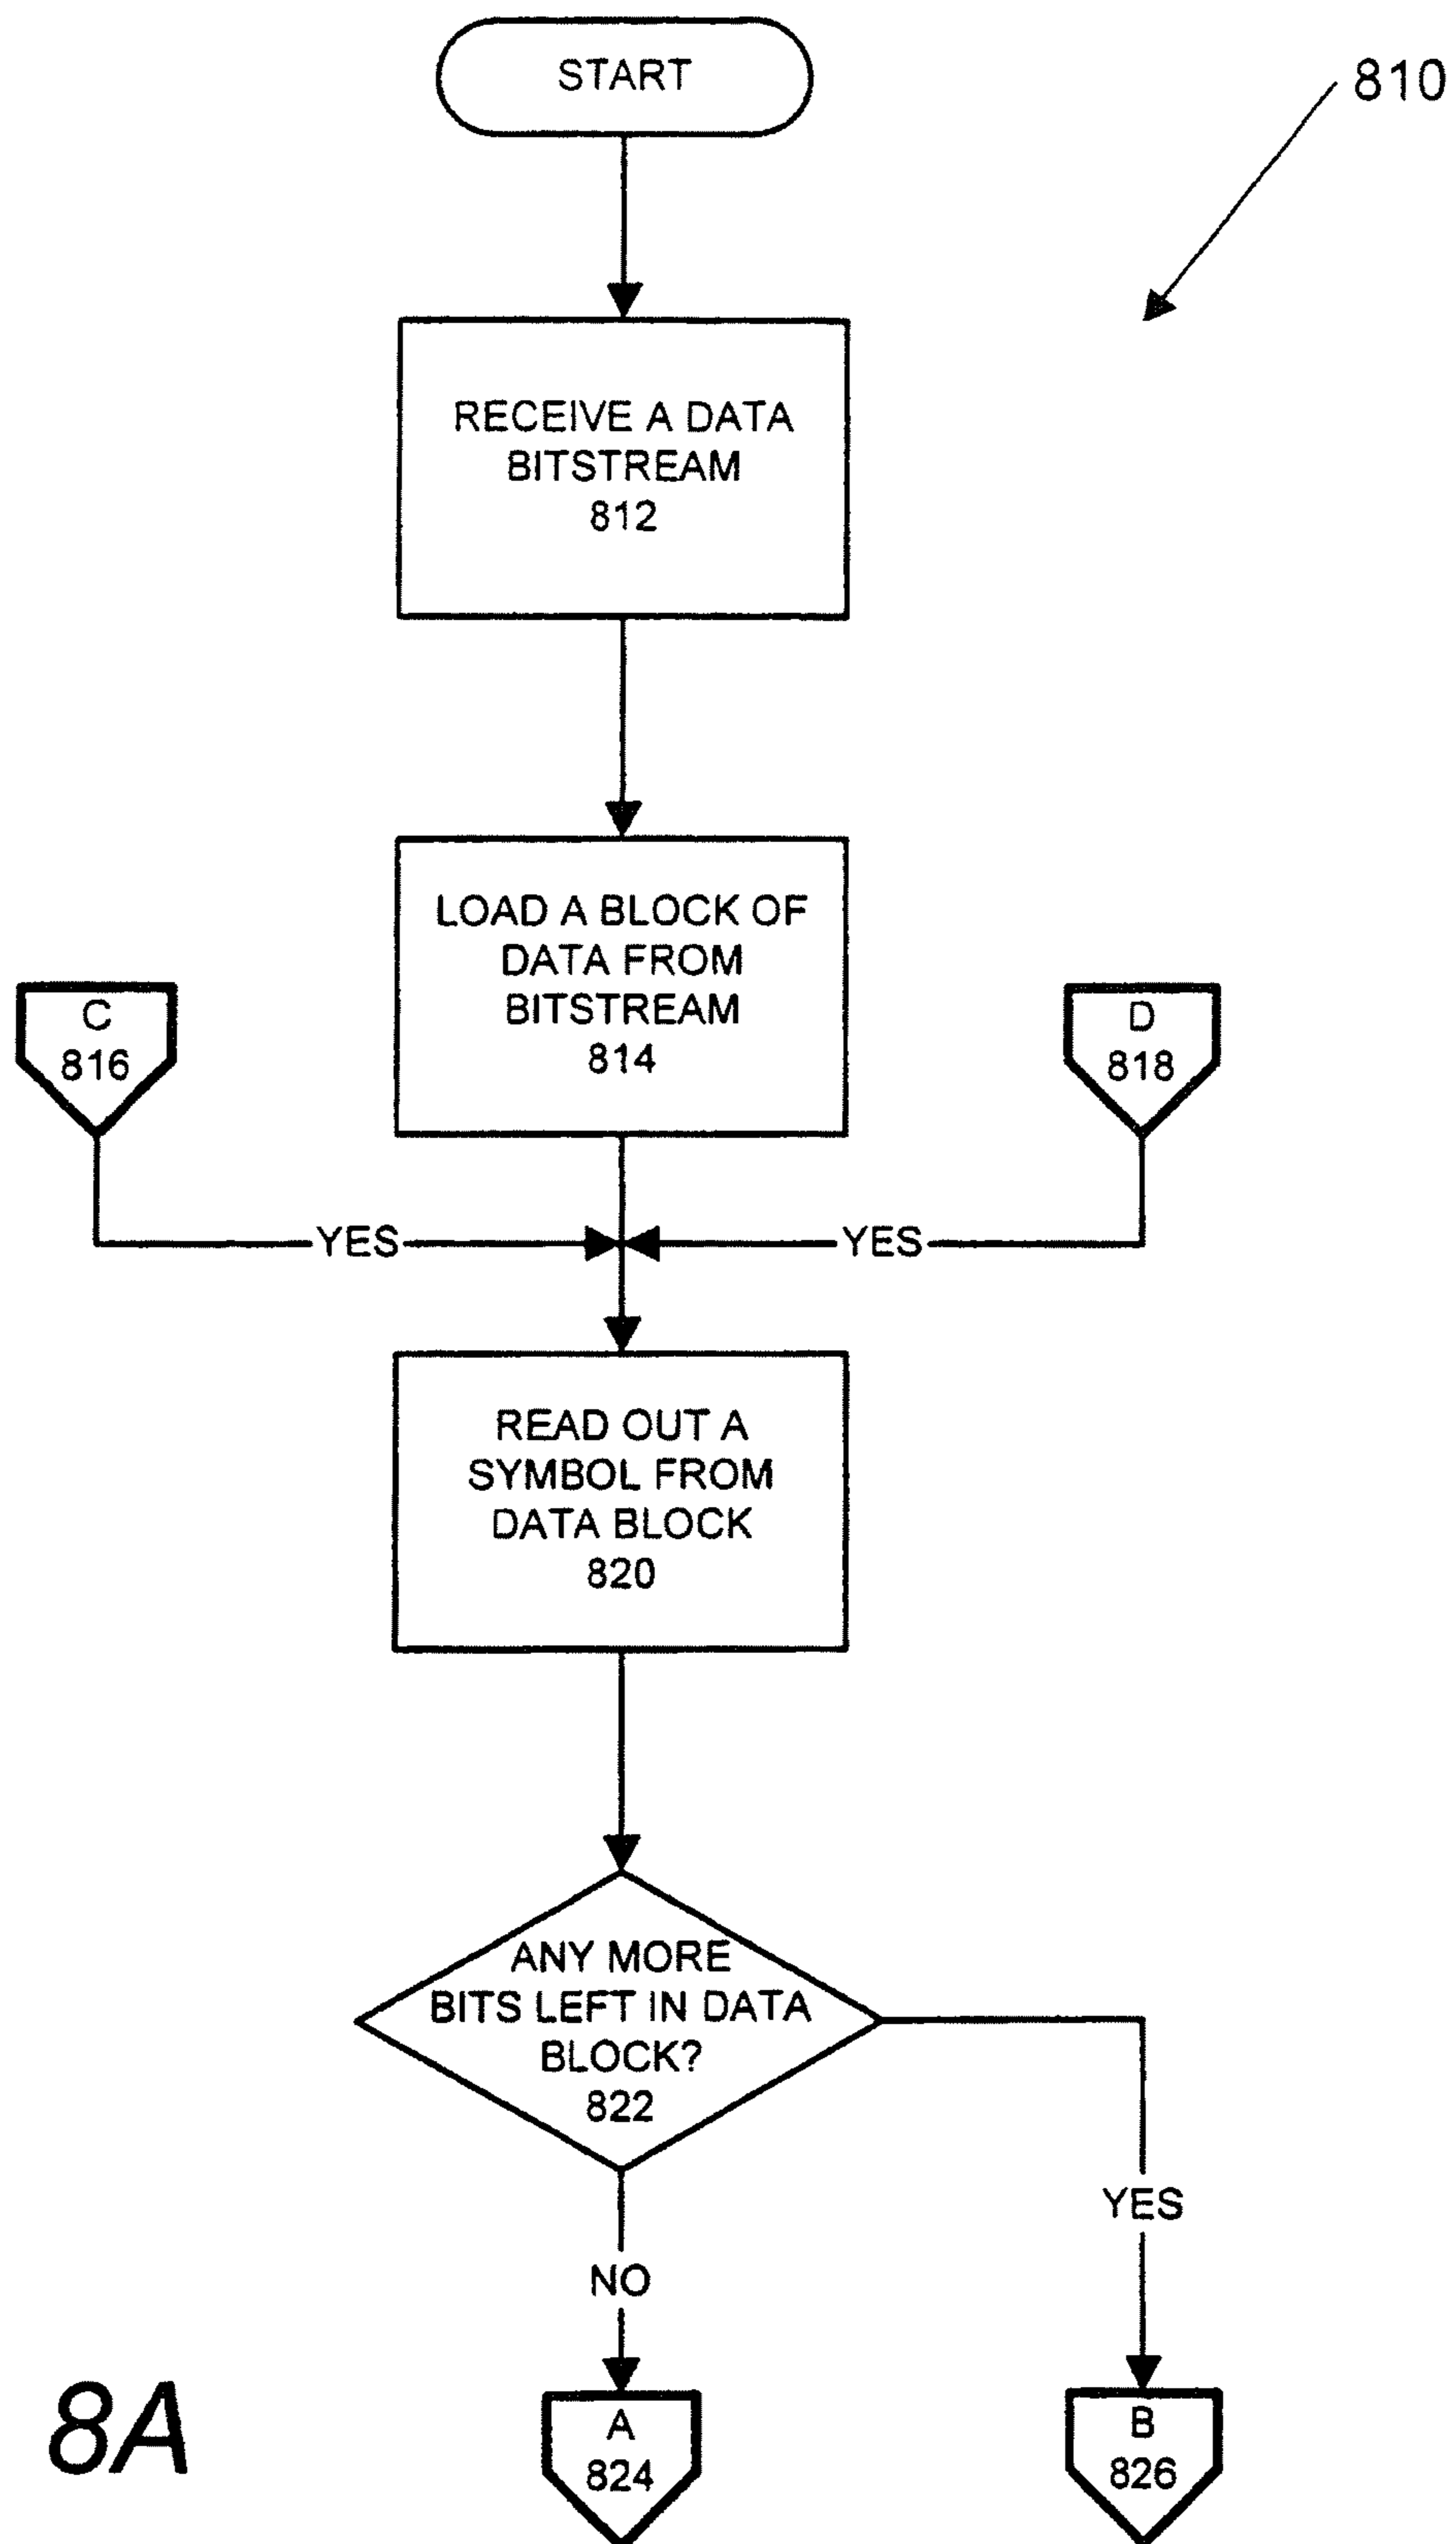 START
810
RECEIVE A DATA
BITSTREAM
812
LOAD A BLOCK OF
DATA FROM
BITSTREAM
814
C
816
D
818
YES
YES
READ OUT A
SYMBOL FROM
DATA BLOCK
820
ANY MORE
BITS LEFT IN DATA
BLOCK?
822
YES
NO
8A
A
824
B
826